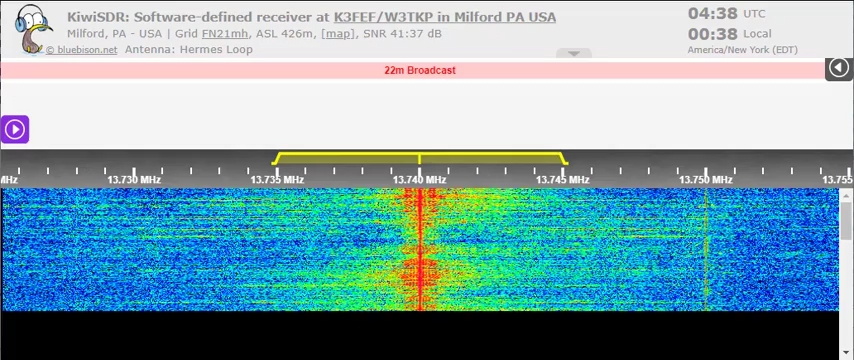 KiwiSDR: Software-defined receiver at K3FEF/W3TKP in Milford PA USA
Milford, PA - USA | Grid FN21mh, ASL 426m, [map], SNR 41:37 dB
© bluebison.net Antenna: Hermes Loop
04:38 UTC
00:38 Local
America/New York (EDT)
22m Broadcast
MHz 13.730 MHz 13.735 MHz 13.740 MHz 13.745 MHz 13.750 MHz 13.755